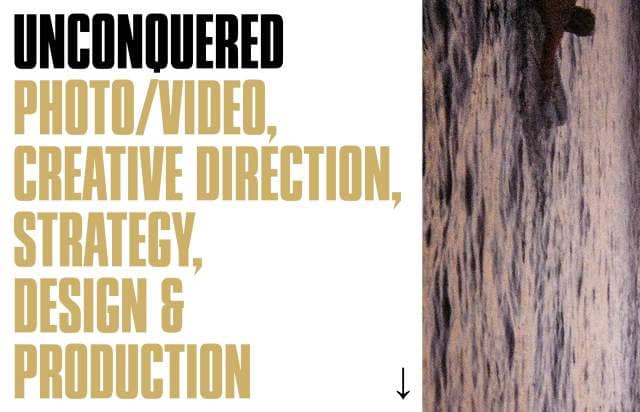 UNCONQUERED
PHOTO/VIDEO,
CREATIVE DIRECTION,
STRATEGY,
DESIGN &
PRODUCTION